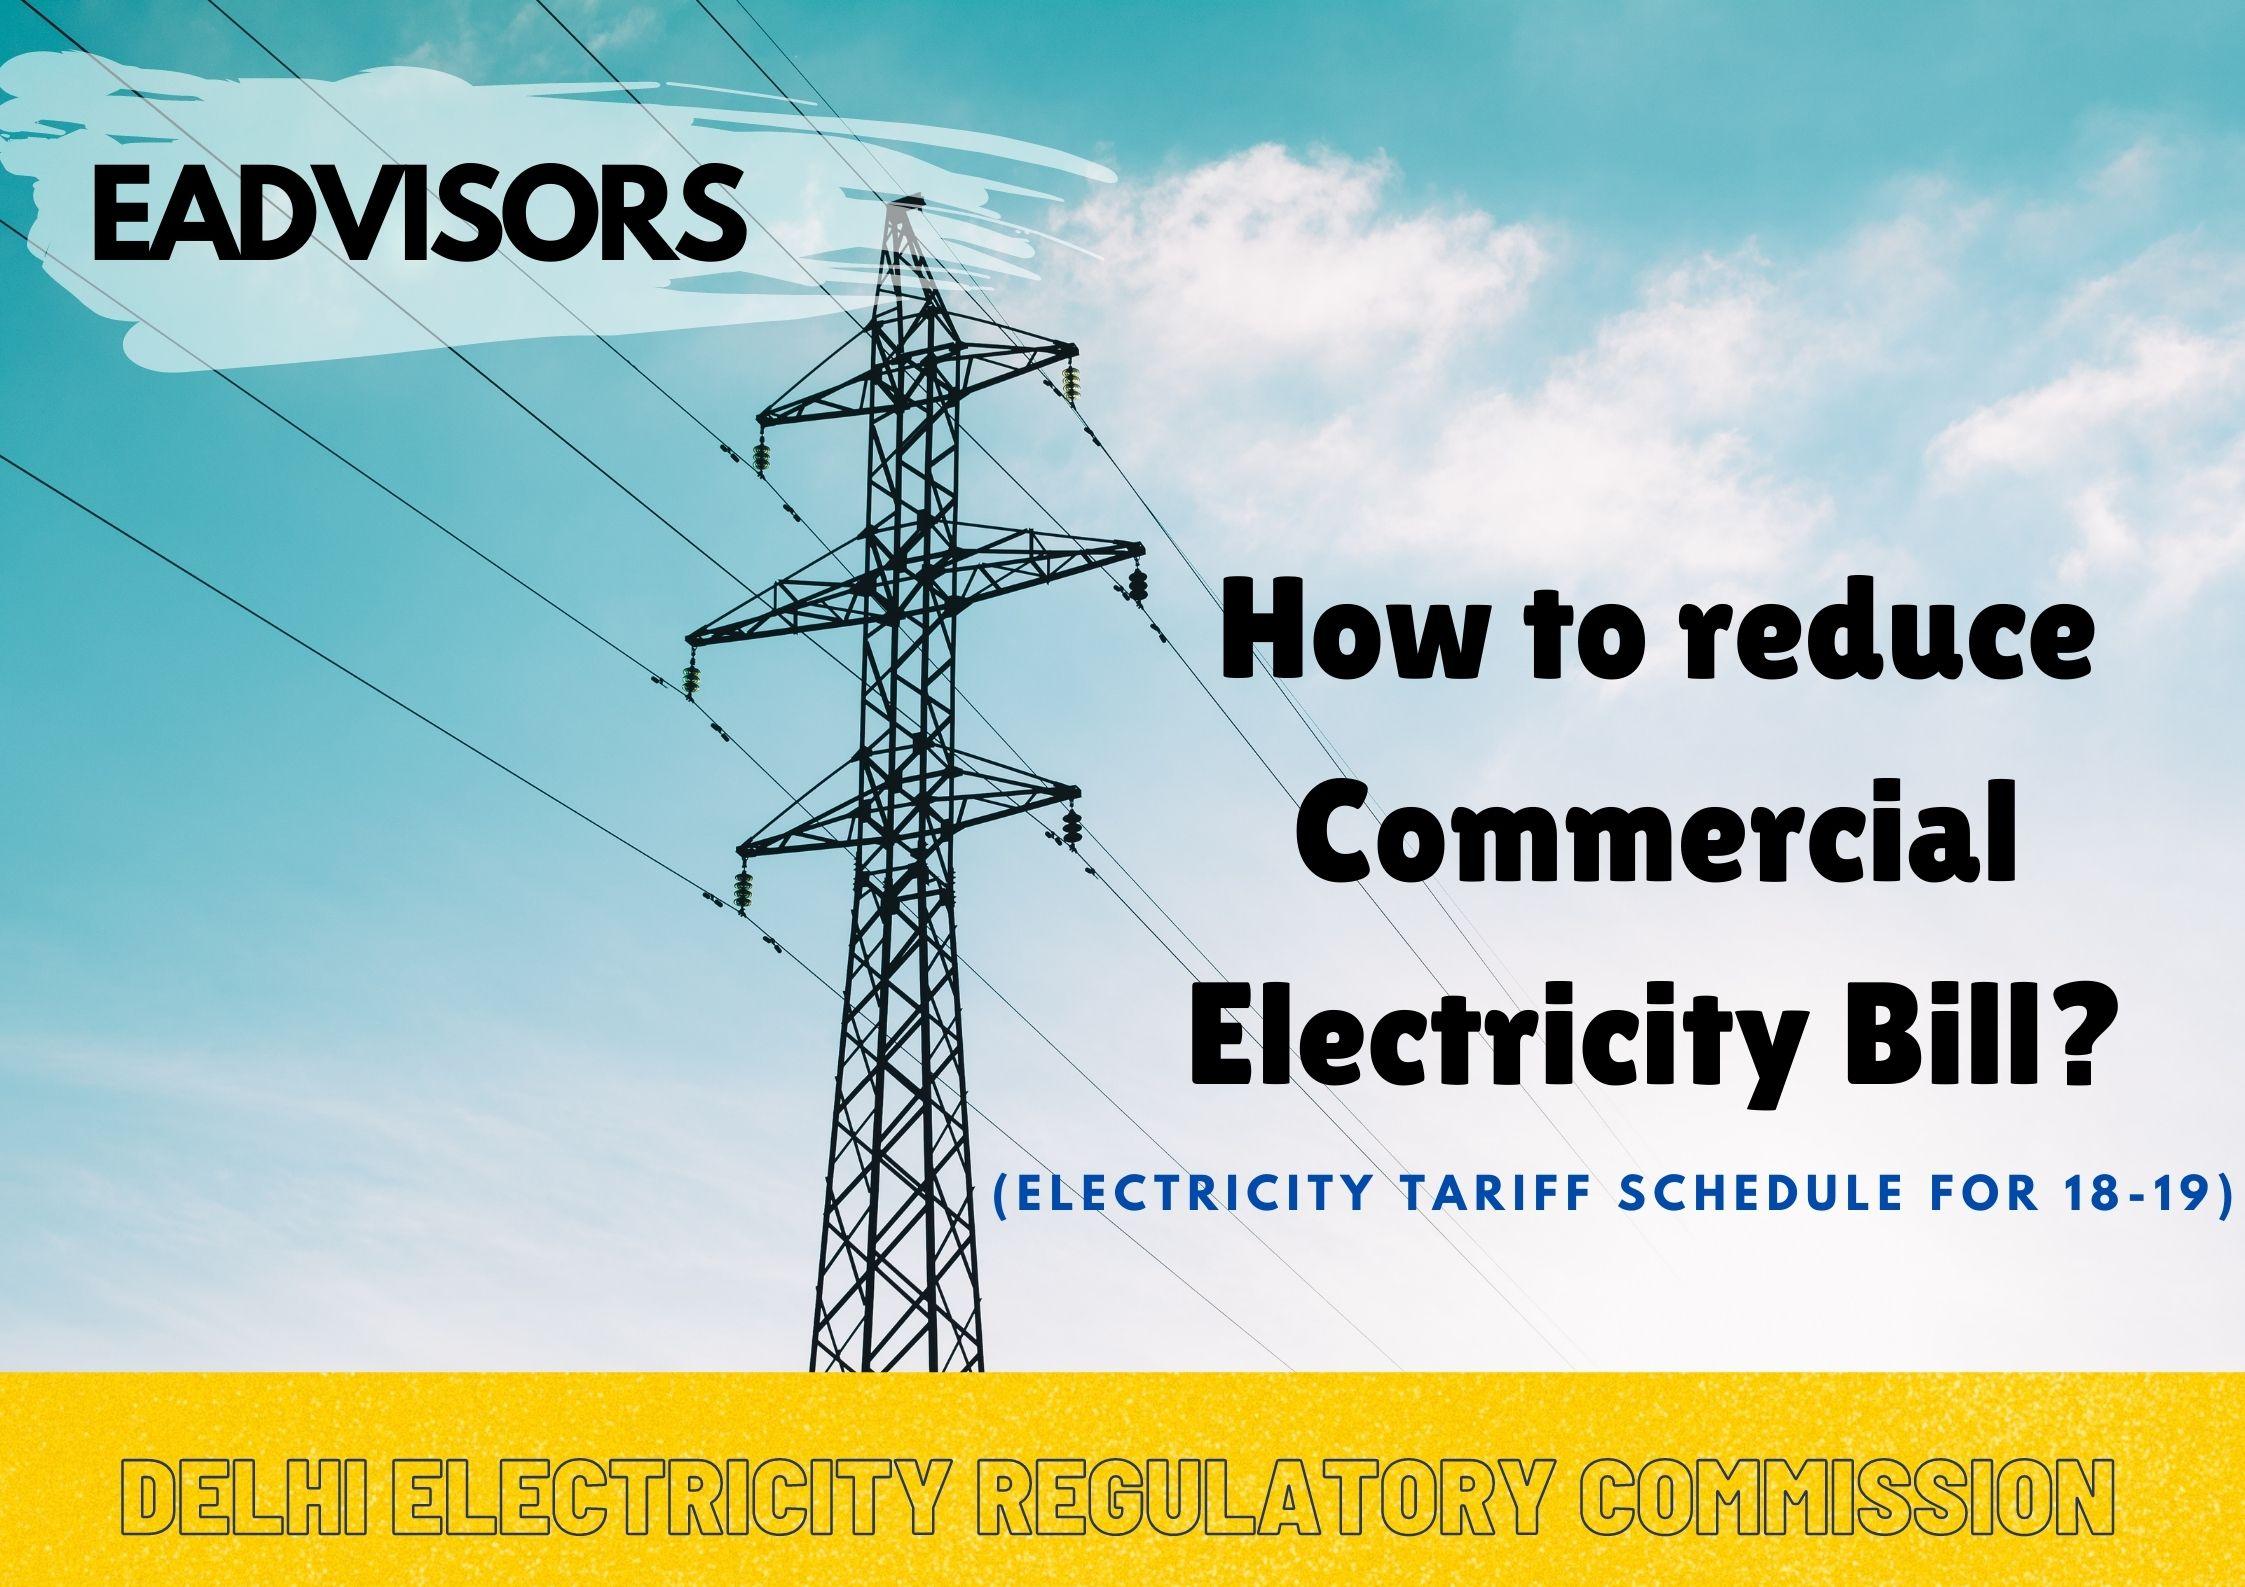 EADVISORS
How to reduce
Commercial
Electricity Bill?
(ELECTRICITY TARIFF SCHEDULE FOR 18-19)
DELHI ELECTRICITY REGULATORY COMMISSION